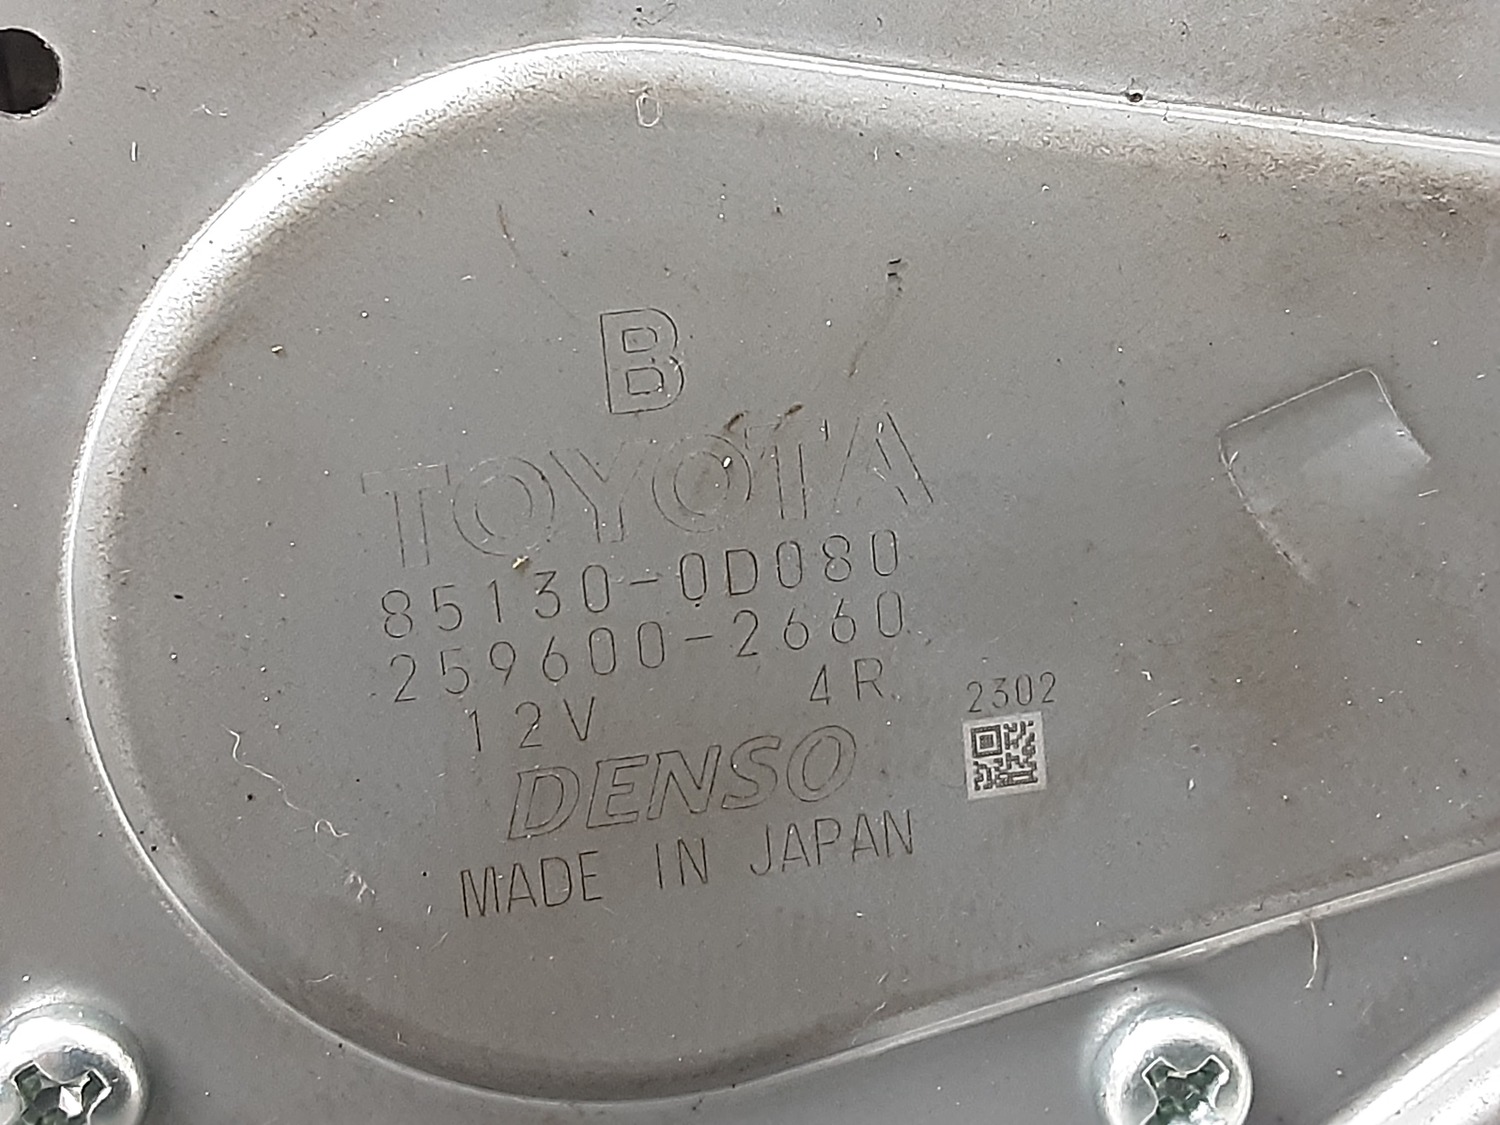 B
TOYOTA
85130-0D080
259600-2660
12V 4R 2302
DENSO
MADE IN JAPAN